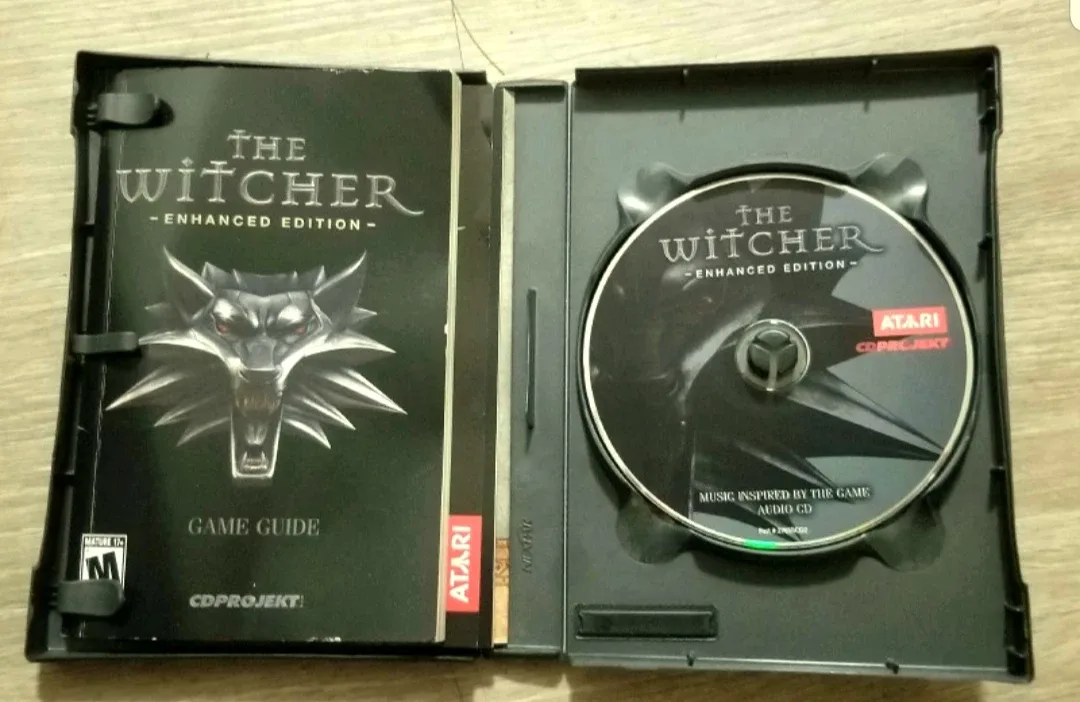 THE
WITCHER
- ENHANCED EDITION -
GAME GUIDE
MATURE 17+
M
CDPROJEKT
ATARI
THE
WITCHER
- ENHANCED EDITION -
ATARI
CDPROJEKT
MUSIC INSPIRED BY THE GAME
AUDIO CD
Part #